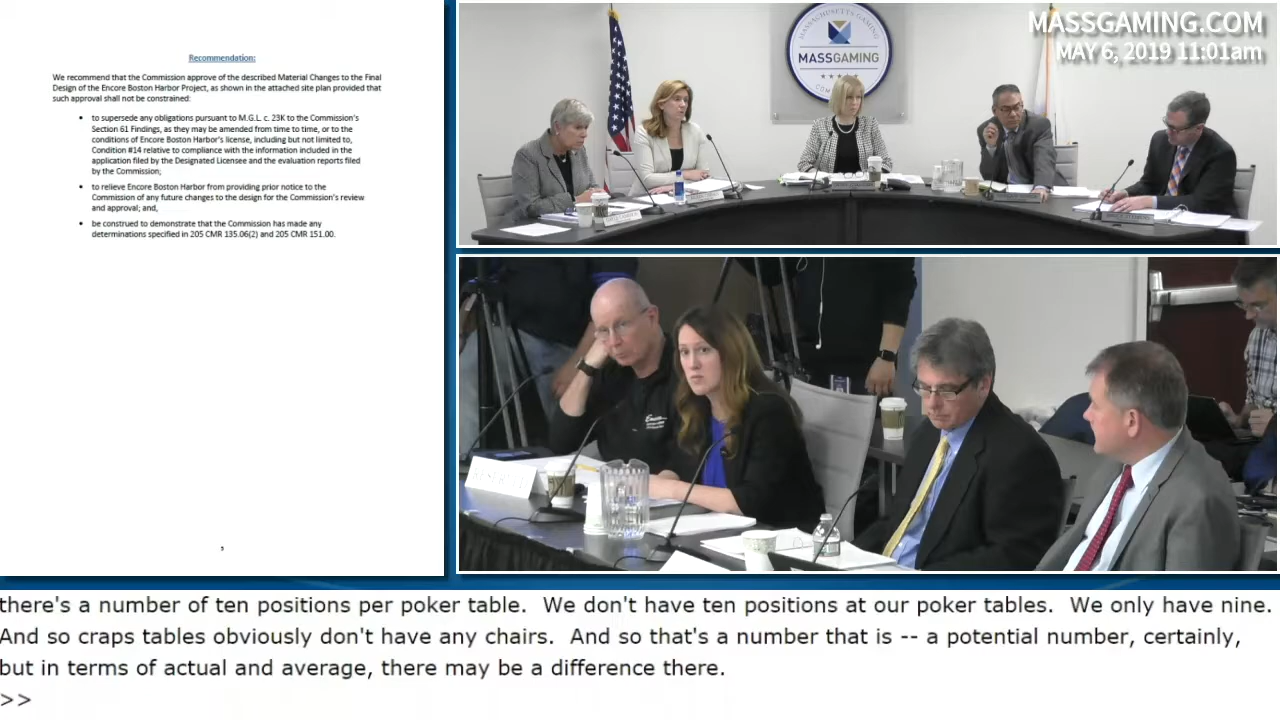 Recommendation:
We recommend that the Commission approve of the described Material Changes to the Final
Design of the Encore Boston Harbor Project, as shown in the attached site plan provided that
such approval shall not be constrained:
• to supersede any obligations pursuant to M.G.L. c. 23K to the Commission's
Section 61 Findings, as they may be amended from time to time, or to the
conditions of Encore Boston Harbor's license, including but not limited to,
Condition #14 relative to compliance with the information included in the
application filed by the Designated Licensee and the evaluation reports filed
by the Commission;
• to relieve Encore Boston Harbor from providing prior notice to the
Commission of any future changes to the design for the Commission's review
and approval; and,
• be construed to demonstrate that the Commission has made any
determinations specified in 205 CMR 135.06(2) and 205 CMR 151.00.
MASSACHUSETTS GAMING
MASSGAMING
MASSGAMING.COM
MAY 6, 2019 11:01am
Encore
RESERVED
there's a number of ten positions per poker table. We don't have ten positions at our poker tables. We only have nine.
And so craps tables obviously don't have any chairs. And so that's a number that is -- a potential number, certainly,
but in terms of actual and average, there may be a difference there.
>>